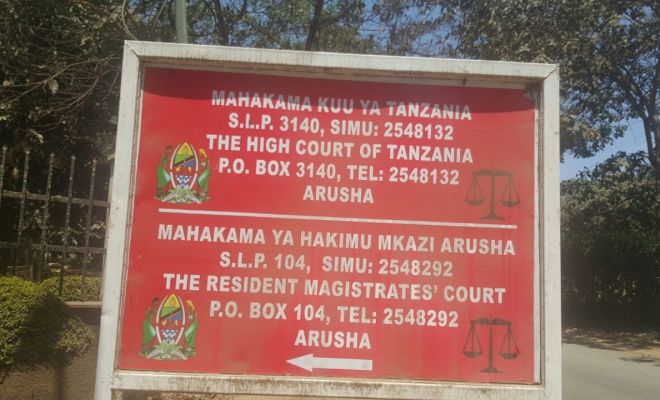 MAHAKAMA KUU YA TANZANIA
S.L.P. 3140, SIMU: 2548132
THE HIGH COURT OF TANZANIA
P.O. BOX 3140, TEL: 2548132
ARUSHA
MAHAKAMA YA HAKIMU MKAZI ARUSHA
S.L.P. 104, SIMU: 2548292
THE RESIDENT MAGISTRATES' COURT
P.O. BOX 104, TEL: 2548292
ARUSHA